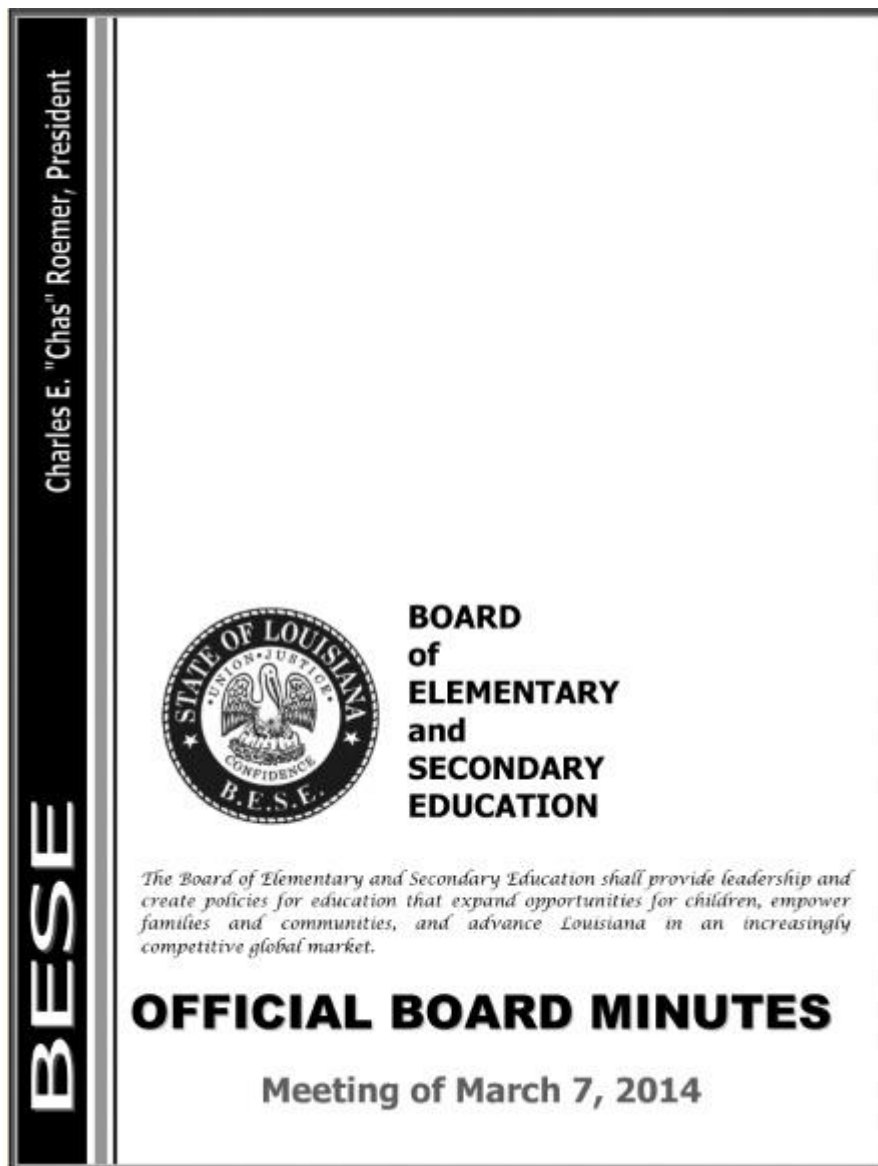 Charles E. "Chas" Roemer, President
BESE
STATE OF LOUISIANA
UNION·JUSTICE·
CONFIDENCE
B.E.S.E.
BOARD
of
ELEMENTARY
and
SECONDARY
EDUCATION
The Board of Elementary and Secondary Education shall provide leadership and
create policies for education that expand opportunities for children, empower
families and communities, and advance Louisiana in an increasingly
competitive global market.
OFFICIAL BOARD MINUTES
Meeting of March 7, 2014